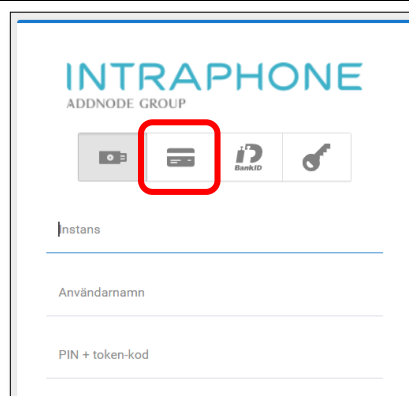 INTRAPHONE
ADDNODE GROUP
BankID
Instans
Användarnamn
PIN + token-kod